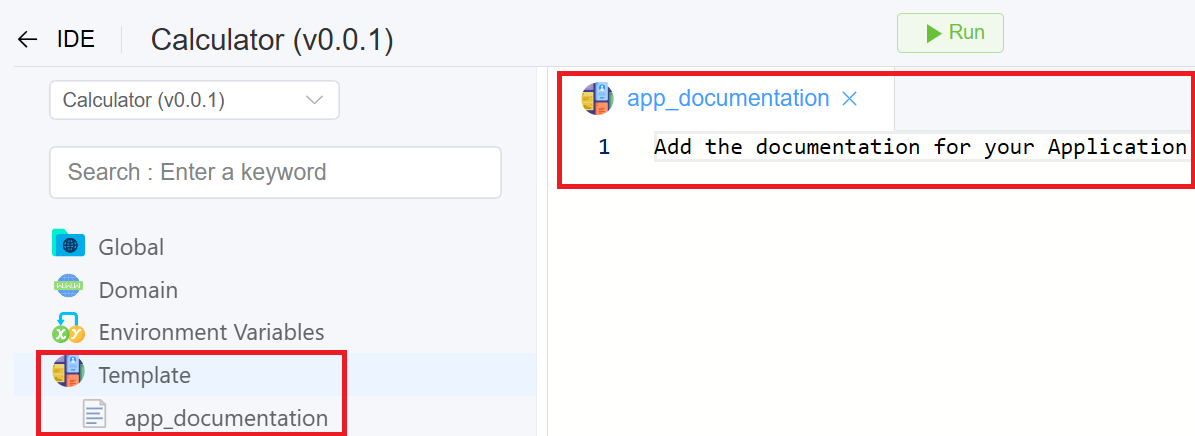 IDE
Calculator (v0.0.1)
Run
Calculator (v0.0.1)
Search : Enter a keyword
Global
WWW
Domain
X Y
Environment Variables
Template
app_documentation
app_documentation
1 Add the documentation for your Application